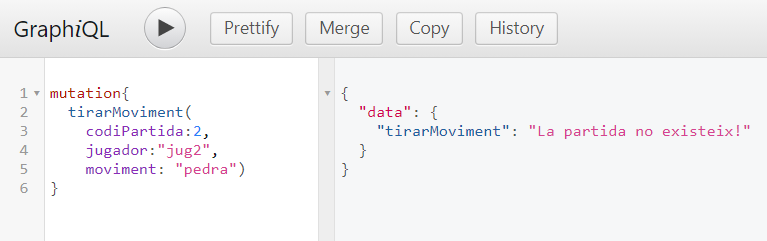 GraphiQL Prettify Merge Copy History
1 mutation{
2 tirarMoviment(
3 codiPartida:2,
4 jugador:"jug2",
5 moviment: "pedra")
6 }
{
"data": {
"tirarMoviment": "La partida no existeix!"
}
}